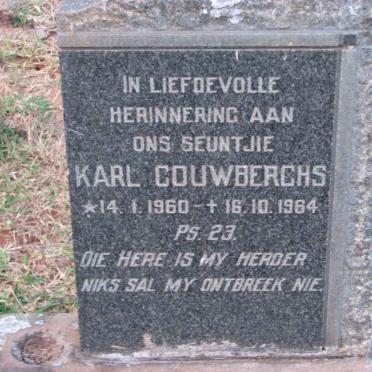 IN LIEFDEVOLLE
HERINNERING AAN
ONS SEUNTJIE
KARL GOUWBERGHS
★14.1.1960 - ✝16.10.1964
PS. 23.
DIE HERE IS MY HERDER
NIKS SAL MY ONTBREEK NIE.